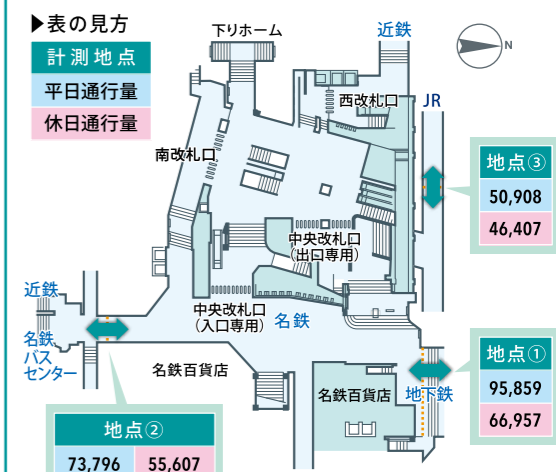 ▶表の見方
計測地点
平日通行量
休日通行量
下りホーム
近鉄
N
西改札口
JR
南改札口
地点③
50,908
46,407
中央改札口
（出口専用）
中央改札口
（入口専用）
名鉄
近鉄
名鉄
バス
センター
名鉄百貨店
名鉄百貨店
地下鉄
地点①
95,859
66,957
地点②
73,796 55,607